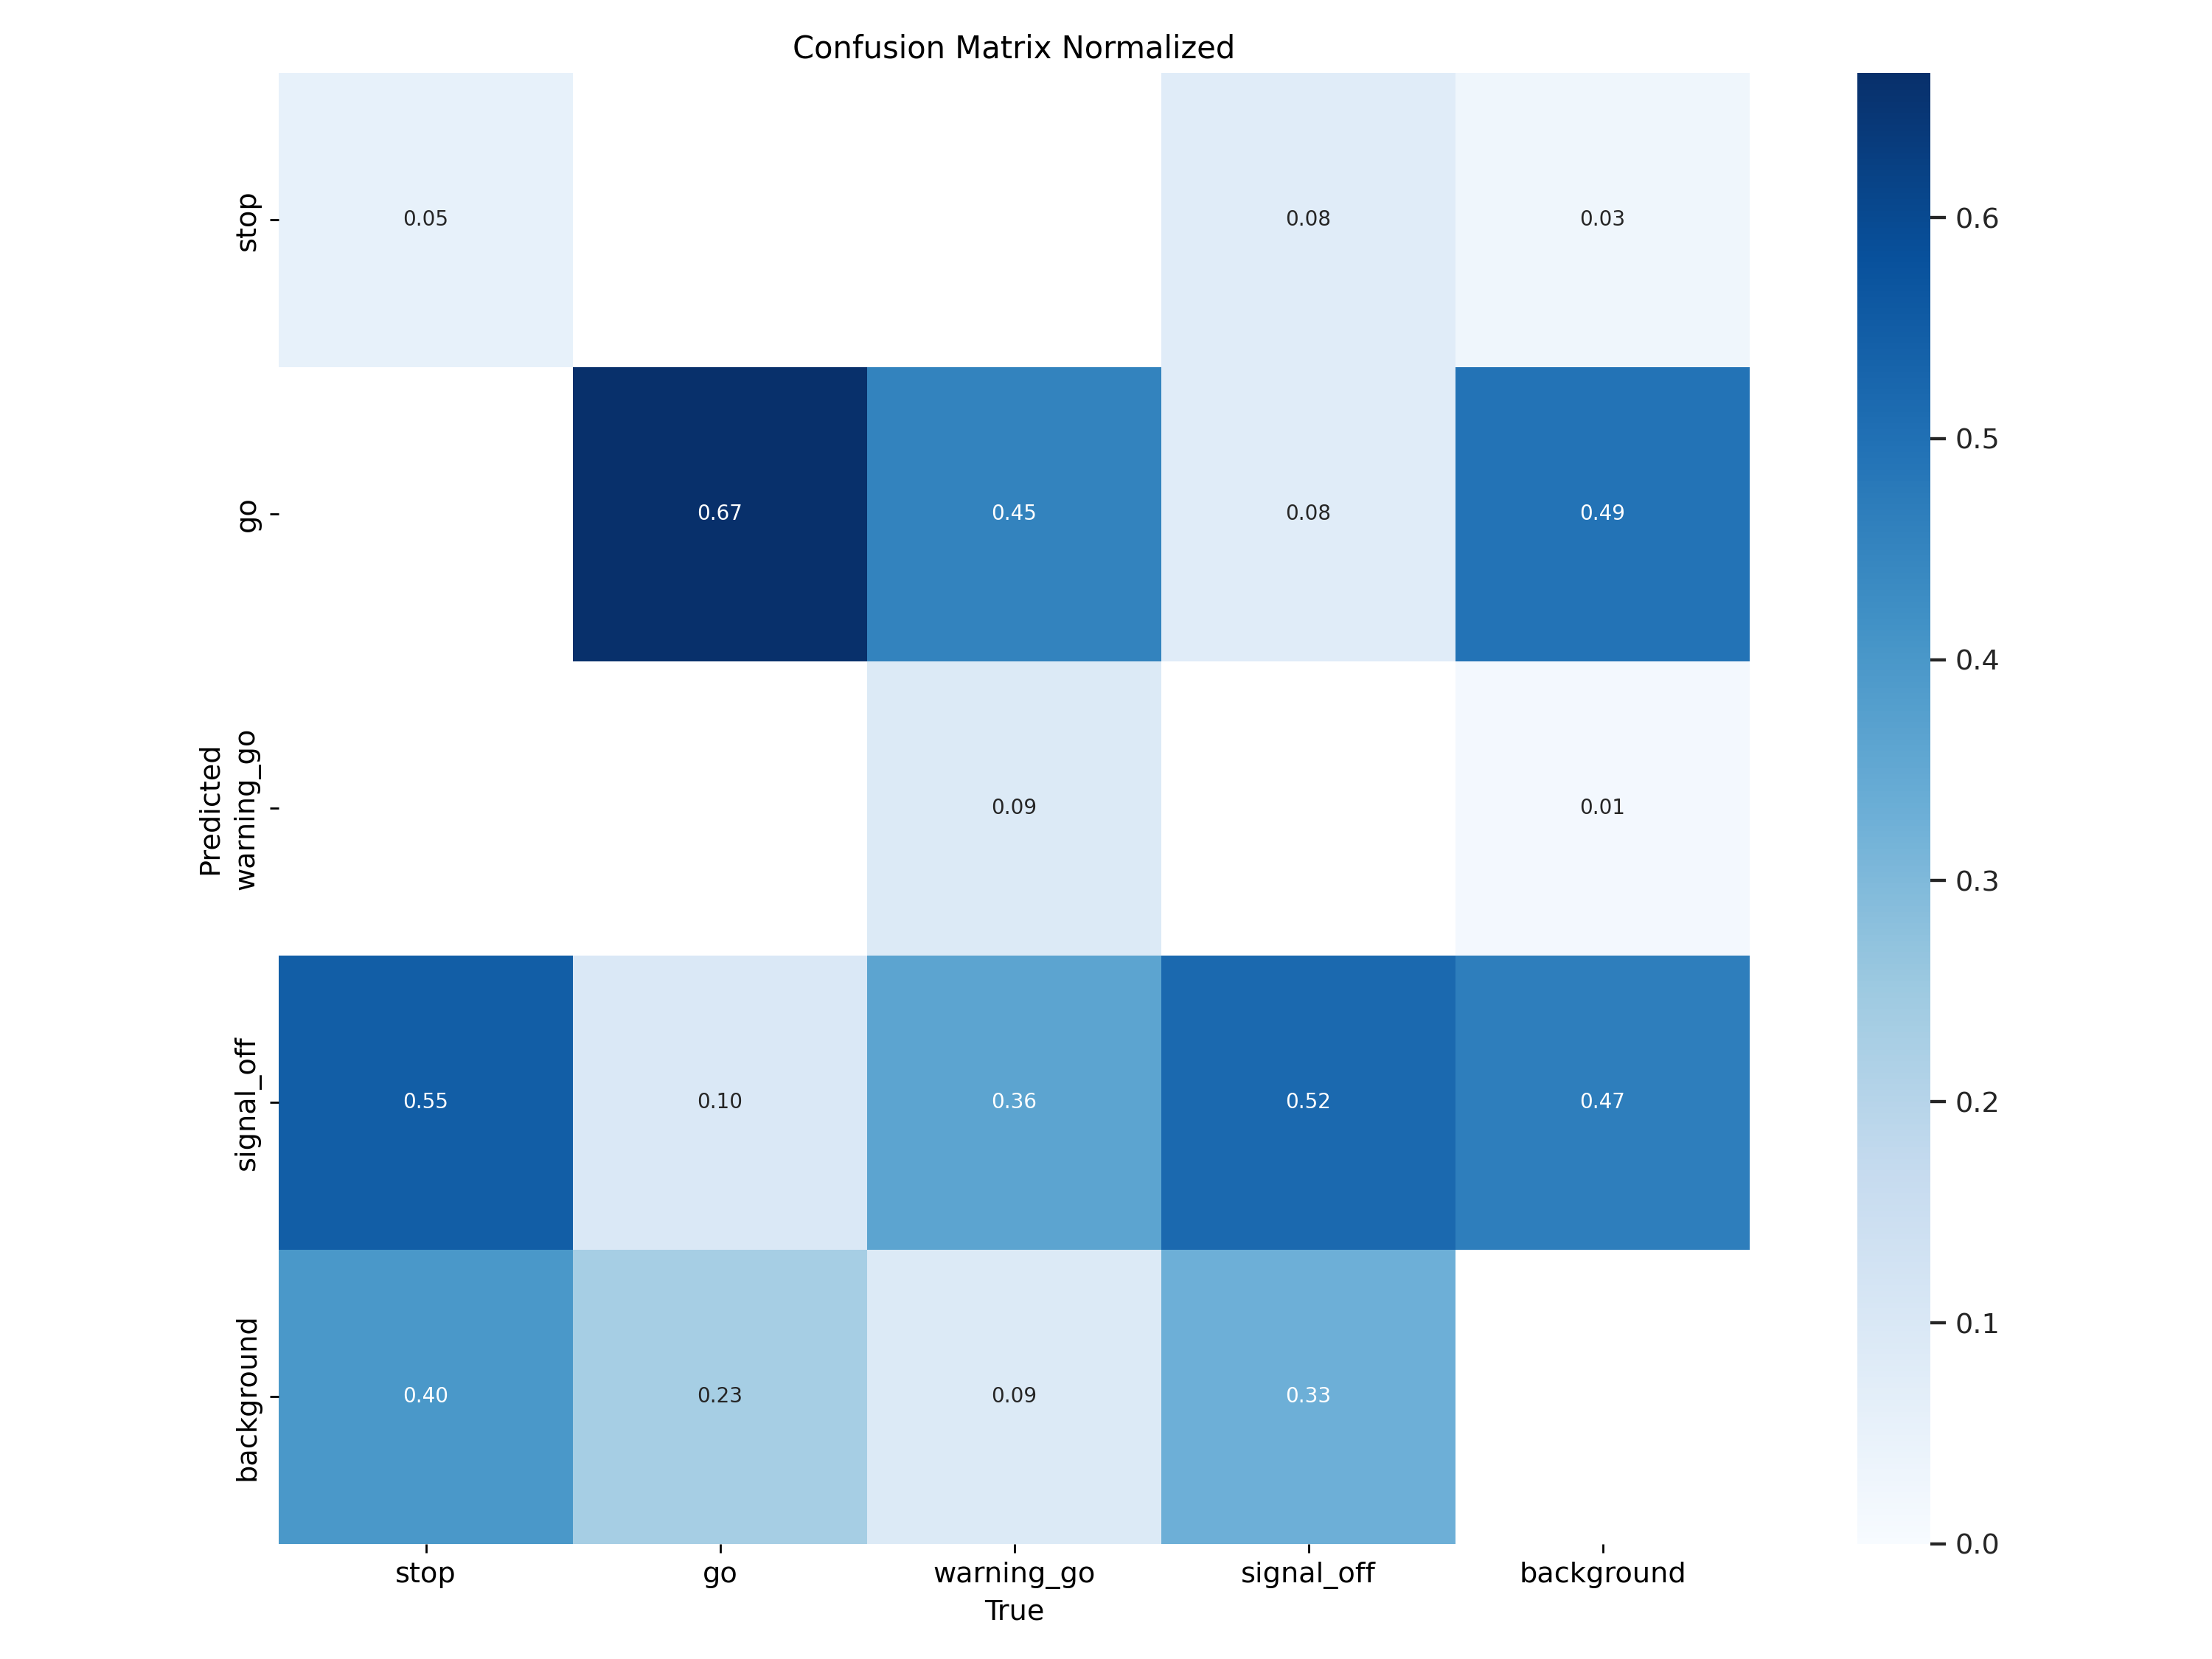 Confusion Matrix Normalized
Predicted
stop
0.05
0.08
0.03
go
0.67
0.45
0.08
0.49
warning_go
0.09
0.01
signal_off
0.55
0.10
0.36
0.52
0.47
background
0.40
0.23
0.09
0.33
stop
go
warning_go
signal_off
background
True
0.6
0.5
0.4
0.3
0.2
0.1
0.0